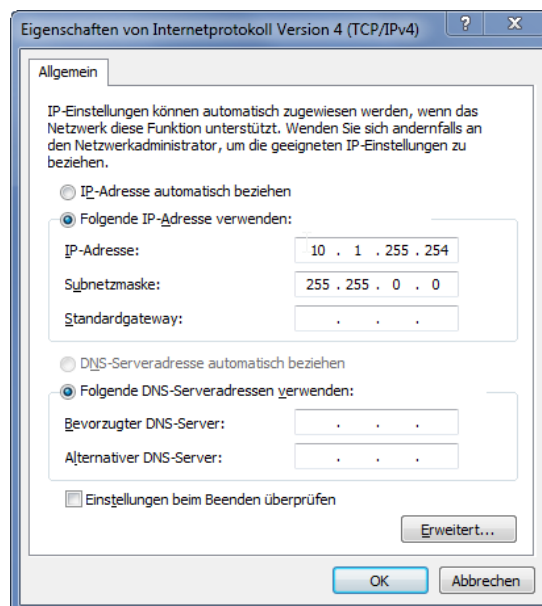 Eigenschaften von Internetprotokoll Version 4 (TCP/IPv4)
Allgemein
IP-Einstellungen können automatisch zugewiesen werden, wenn das
Netzwerk diese Funktion unterstützt. Wenden Sie sich andernfalls an
den Netzwerkadministrator, um die geeigneten IP-Einstellungen zu
beziehen.
IP-Adresse automatisch beziehen
Folgende IP-Adresse verwenden:
IP-Adresse: 10 . 1 . 255 . 254
Subnetzmaske: 255 . 255 . 0 . 0
Standardgateway: . . .
DNS-Serveradresse automatisch beziehen
Folgende DNS-Serveradressen verwenden:
Bevorzugter DNS-Server: . . .
Alternativer DNS-Server: . . .
Einstellungen beim Beenden überprüfen
Erweitert...
OK Abbrechen